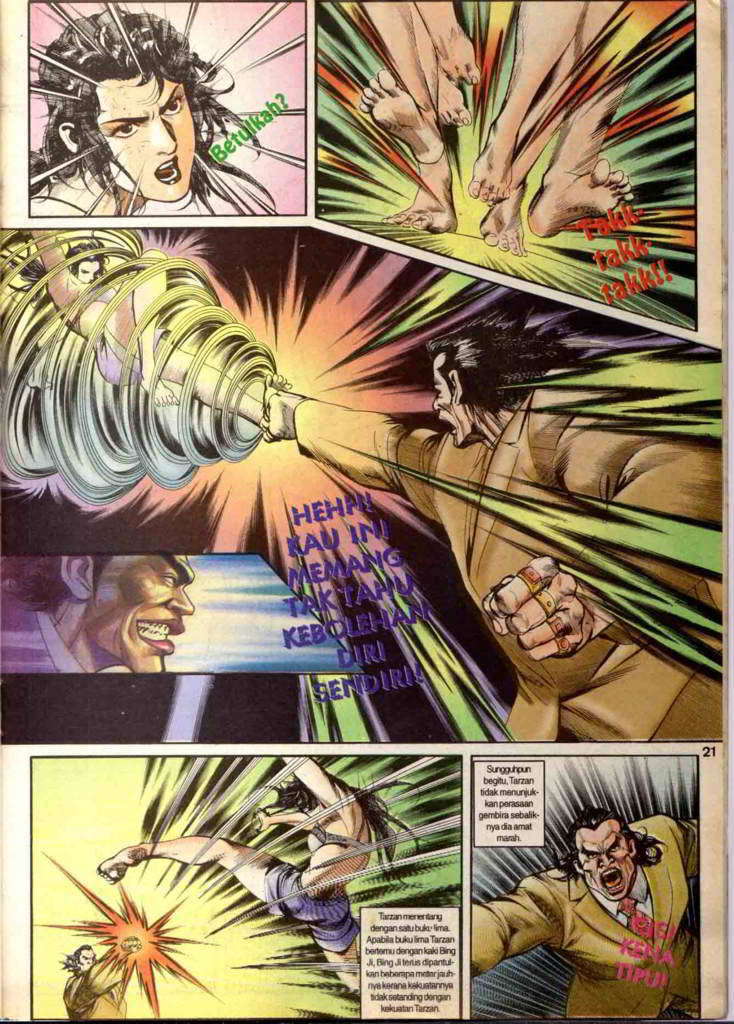 Betulkah?
Takk-
takk-
takk!!
HEHH!
KAU INI
MEMANG
TAK TAHU
KEBOLEHAN
DIRI
SENDIRI!
21
Sungguhpun
begitu, Tarzan
tidak menunjuk-
kan perasaan
gembira sebalik-
nya dia amat
marah.
Tarzan menentang
dengan satu buku lima.
Apabila buku lima Tarzan
bertemu dengan kaki Bing
Ji, Bing Ji terus dipantul-
kan beberapa meter jauh-
nya kerana kekuatannya
tidak setanding dengan
kekuatan Tarzan.
KENA
TIPU!